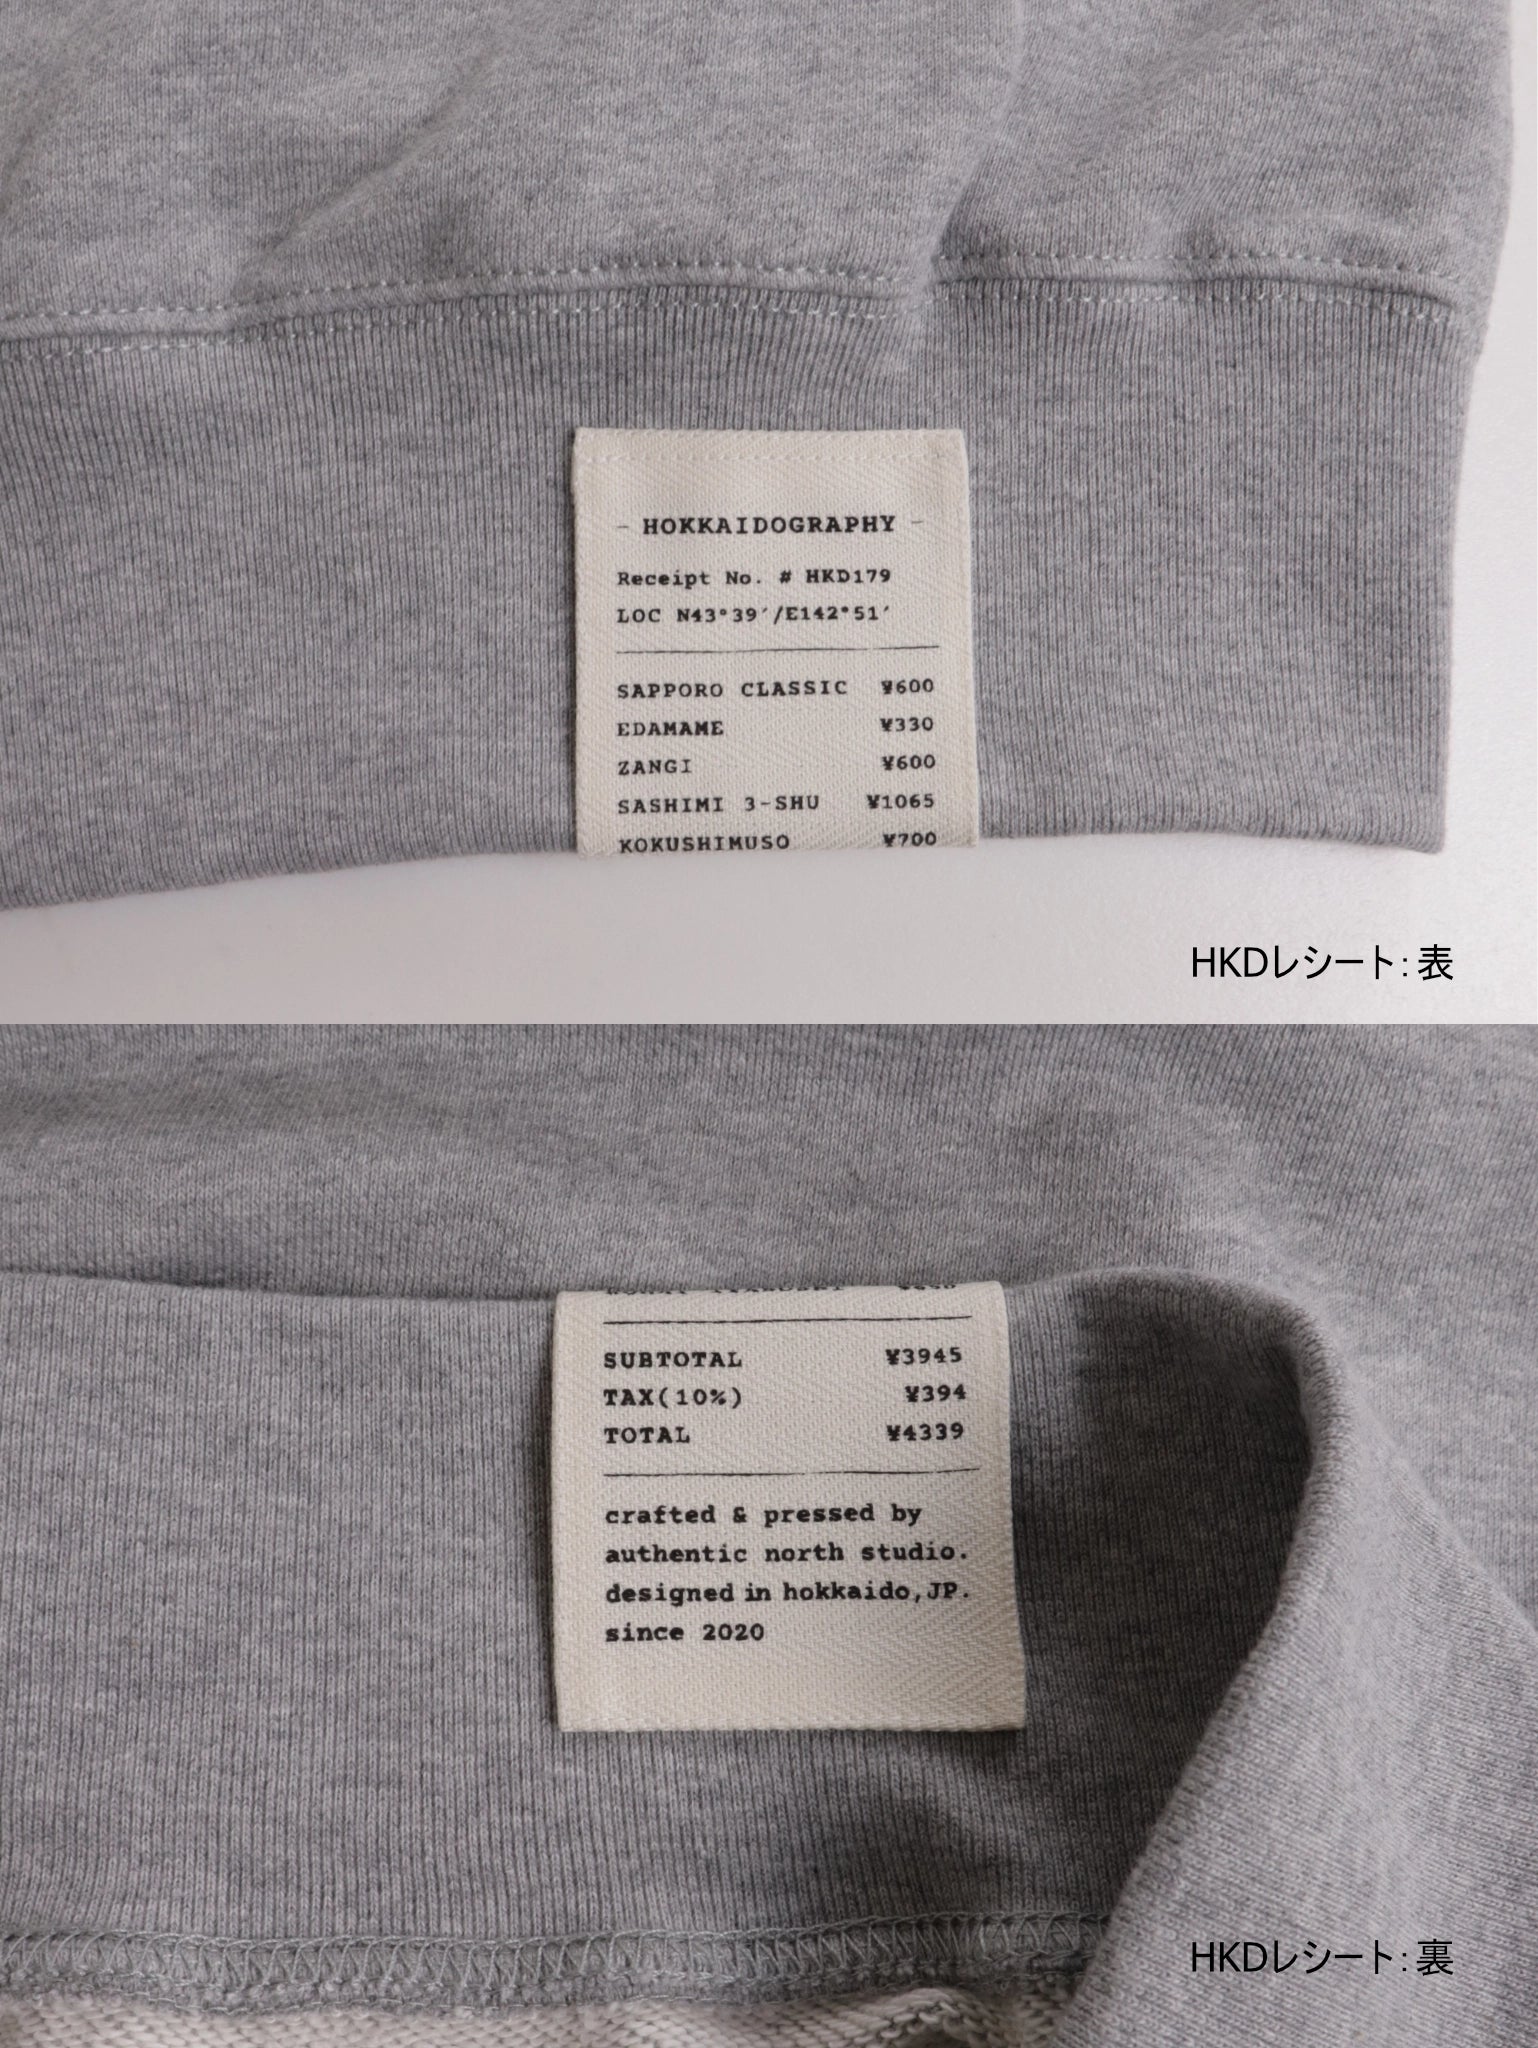 - HOKKAIDOGRAPHY -
Receipt No. # HKD179
LOC N43°39′/E142°51′
SAPPORO CLASSIC ¥600
EDAMAME ¥330
ZANGI ¥600
SASHIMI 3-SHU ¥1065
KOKUSHIMUSO ¥700
HKDレシート：表
SUBTOTAL ¥3945
TAX(10%) ¥394
TOTAL ¥4339
crafted & pressed by
authentic north studio.
designed in hokkaido,JP.
since 2020
HKDレシート：裏